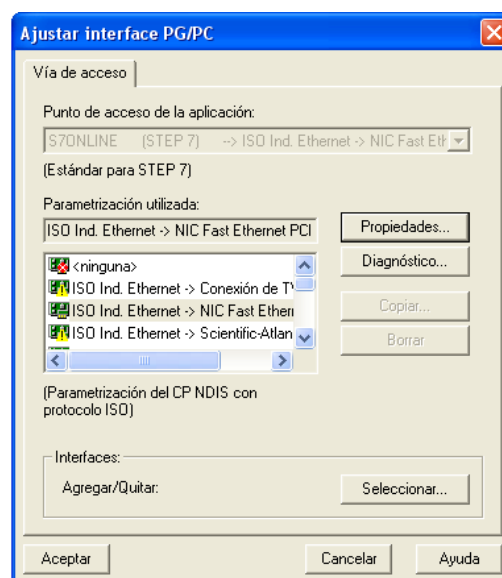 Ajustar interface PG/PC
Vía de acceso
Punto de acceso de la aplicación:
S7ONLINE (STEP 7) --> ISO Ind. Ethernet -> NIC Fast Eth
(Estándar para STEP 7)
Parametrización utilizada:
ISO Ind. Ethernet -> NIC Fast Ethernet PCI
Propiedades...
<ninguna>
Diagnóstico...
ISO Ind. Ethernet -> Conexión de T
ISO Ind. Ethernet -> NIC Fast Ethern
Copiar...
ISO Ind. Ethernet -> Scientific-Atlan
Borrar
(Parametrización del CP NDIS con
protocolo ISO)
Interfaces:
Agregar/Quitar:
Seleccionar...
Aceptar
Cancelar
Ayuda